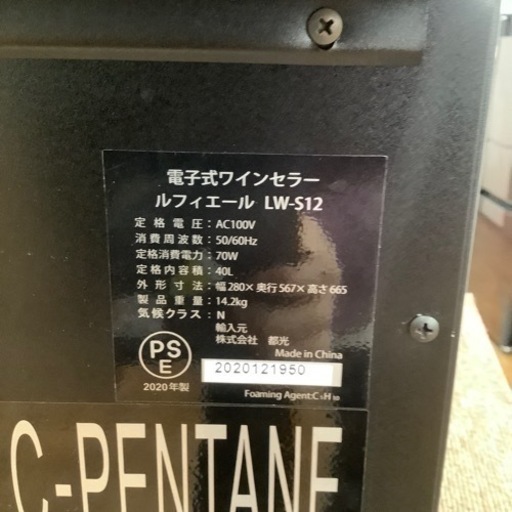 電子式ワインセラー
ルフィエール LW-S12
定格電圧：AC100V
消費周波数：50/60Hz
定格消費電力：70W
定格内容積：40L
外形寸法：幅280×奥行567×高さ665
製品重量：14.2kg
気候クラス：N
輸入元
株式会社 都光
Made in China
PS
E
2020121950
2020年製
Foaming Agent:C5H10
C-PENTANE